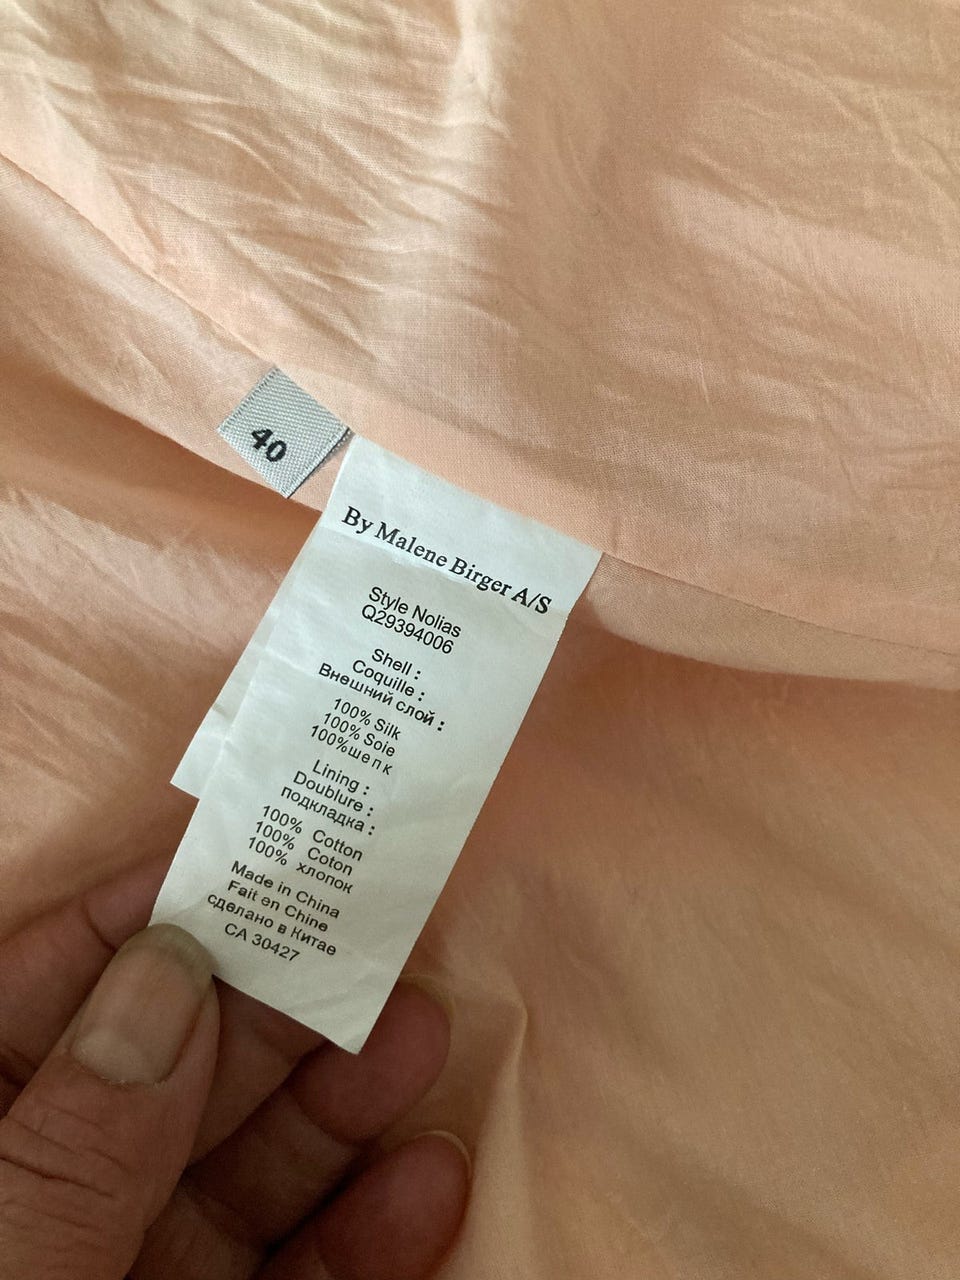 40
By Malene Birger A/S
Style Nolias
Q29394006
Shell :
Coquille :
Внешний слой :
100% Silk
100% Soie
100%шелк
Lining :
Doublure :
подкладка :
100% Cotton
100% Coton
100% хлопок
Made in China
Fait en Chine
сделано в Китае
CA 30427